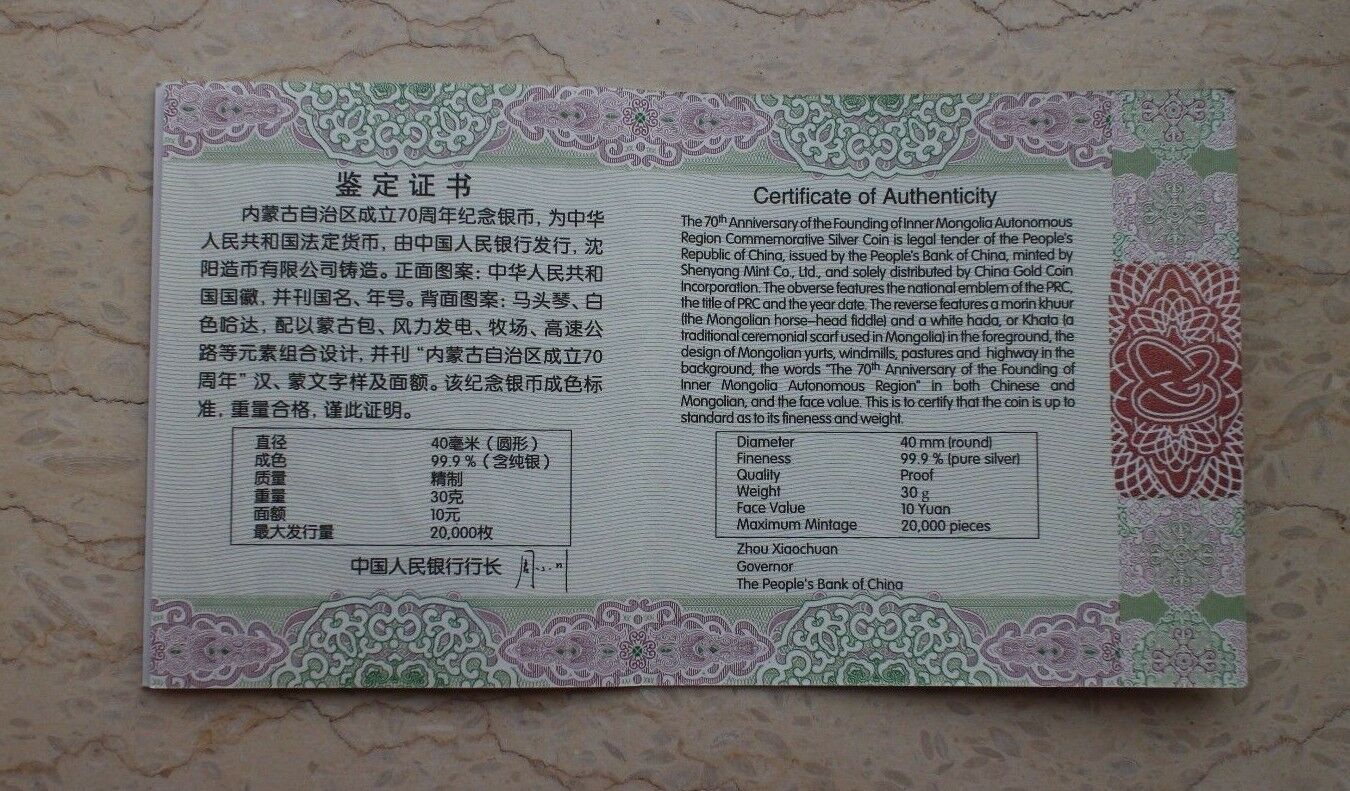 鉴定证书
内蒙古自治区成立70周年纪念银币，为中华
人民共和国法定货币，由中国人民银行发行，沈
阳造币有限公司铸造。正面图案：中华人民共和
国国徽，并刊国名、年号。背面图案：马头琴、白
色哈达，配以蒙古包、风力发电、牧场、高速公
路等元素组合设计，并刊“内蒙古自治区成立70
周年”汉、蒙文字样及面额。该纪念银币成色标
准，重量合格，谨此证明。
直径 40毫米（圆形）
成色 99.9％（含纯银）
质量 精制
重量 30克
面额 10元
最大发行量 20,000枚
中国人民银行行长
Certificate of Authenticity
The 70th Anniversary of the Founding of Inner Mongolia Autonomous
Region Commemorative Silver Coin is legal tender of the People's
Republic of China, issued by the People's Bank of China, minted by
Shenyang Mint Co., Ltd., and solely distributed by China Gold Coin
Incorporation. The obverse features the national emblem of the PRC,
the title of PRC and the year date. The reverse features a morin khuur
(the Mongolian horse-head fiddle) and a white hada, or Khata (a
traditional ceremonial scarf used in Mongolia) in the foreground, the
design of Mongolian yurts, windmills, pastures and highway in the
background, the words "The 70th Anniversary of the Founding of
Inner Mongolia Autonomous Region" in both Chinese and
Mongolian, and the face value. This is to certify that the coin is up to
standard as to its fineness and weight.
Diameter 40 mm (round)
Fineness 99.9 % (pure silver)
Quality Proof
Weight 30 g
Face Value 10 Yuan
Maximum Mintage 20,000 pieces
Zhou Xiaochuan
Governor
The People's Bank of China